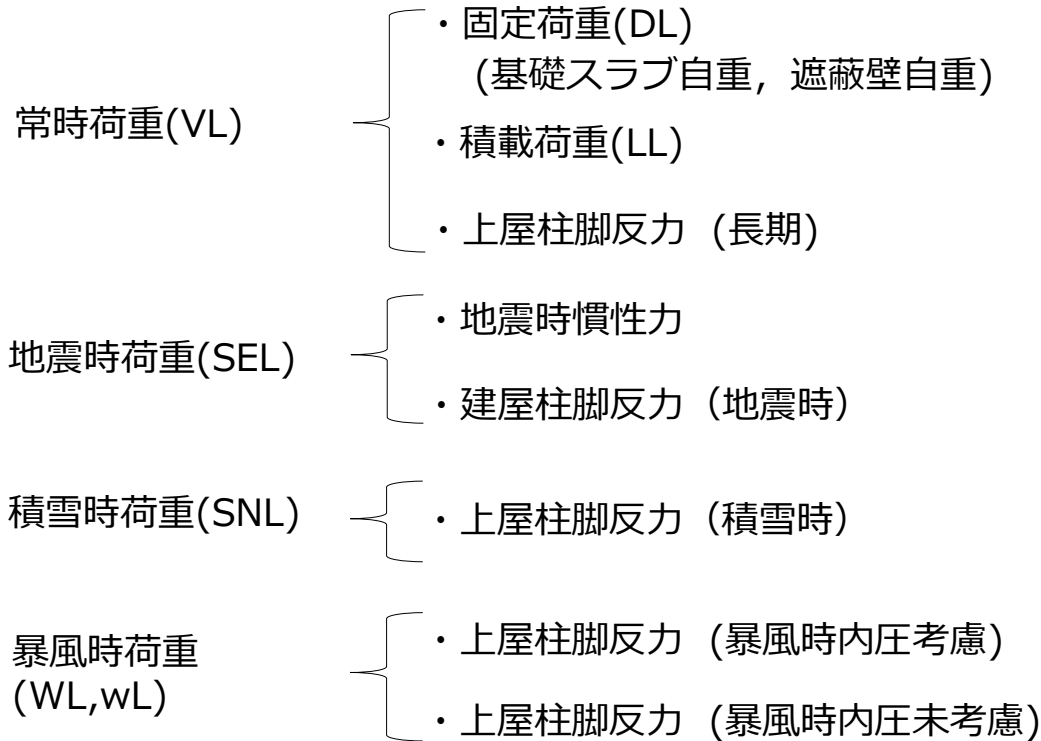 常時荷重(VL)
・固定荷重(DL)
(基礎スラブ自重，遮蔽壁自重)
・積載荷重(LL)
・上屋柱脚反力 (長期)
地震時荷重(SEL)
・地震時慣性力
・建屋柱脚反力（地震時）
積雪時荷重(SNL)
・上屋柱脚反力（積雪時）
暴風時荷重
(WL,wL)
・上屋柱脚反力 (暴風時内圧考慮)
・上屋柱脚反力 (暴風時内圧未考慮)